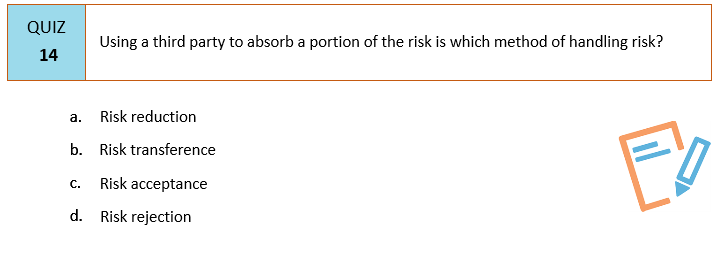 QUIZ
14
Using a third party to absorb a portion of the risk is which method of handling risk?
a. Risk reduction
b. Risk transference
c. Risk acceptance
d. Risk rejection